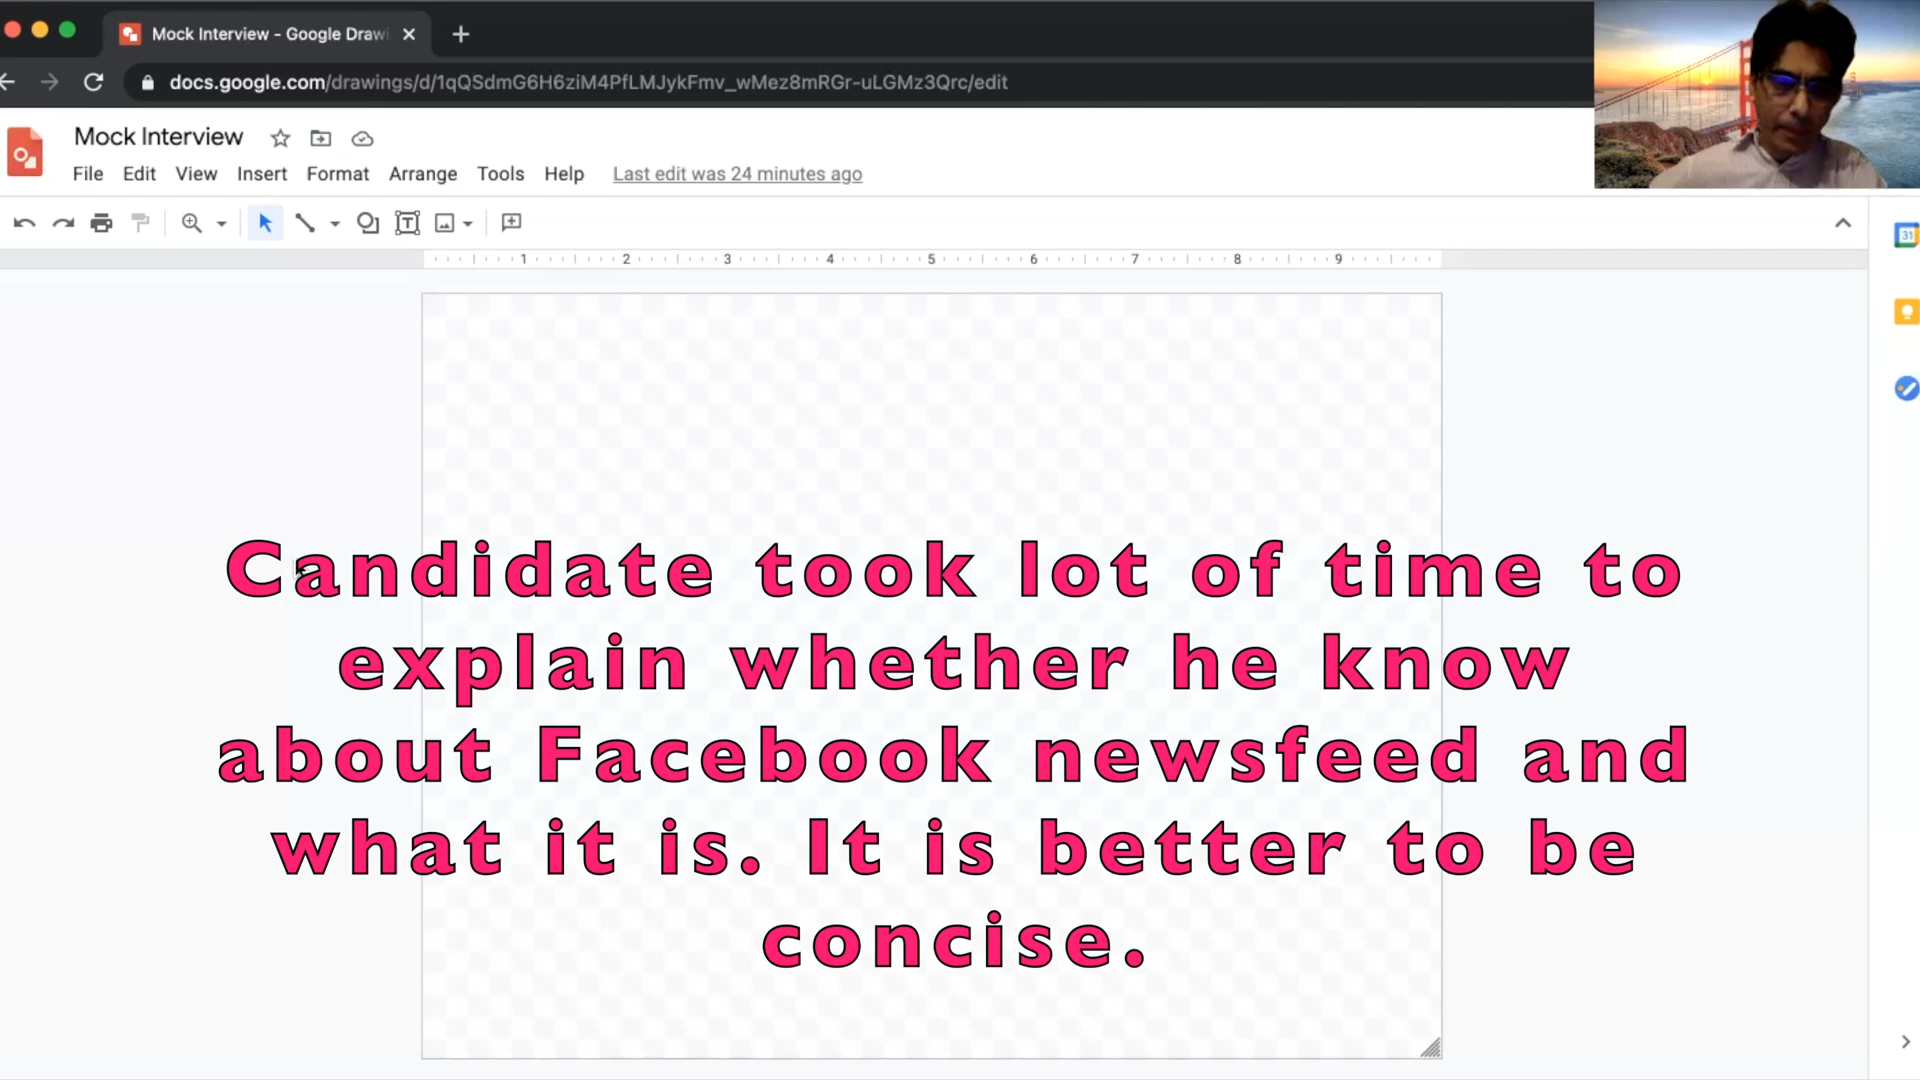 Mock Interview - Google Drawi
docs.google.com/drawings/d/1qQSdmG6H6ziM4PfLMJykFmv_wMez8mRGr-uLGMz3Qrc/edit
Mock Interview
File Edit View Insert Format Arrange Tools Help Last edit was 24 minutes ago
1 2 3 4 5 6 7 8 9
31
Candidate took lot of time to
explain whether he know
about Facebook newsfeed and
what it is. It is better to be
concise.